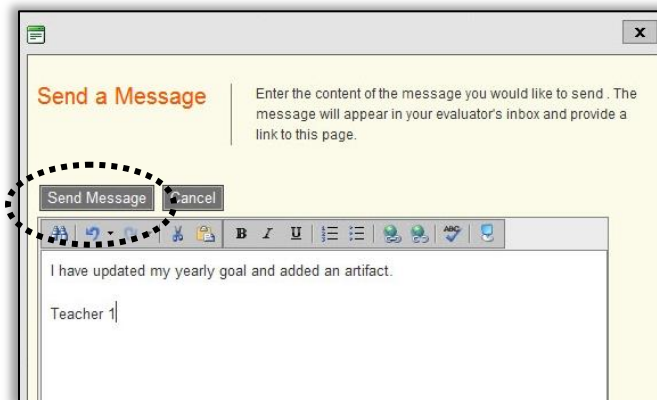 x
Send a Message
Enter the content of the message you would like to send . The
message will appear in your evaluator's inbox and provide a
link to this page.
Send Message Cancel
B I U ABC
I have updated my yearly goal and added an artifact.
Teacher 1